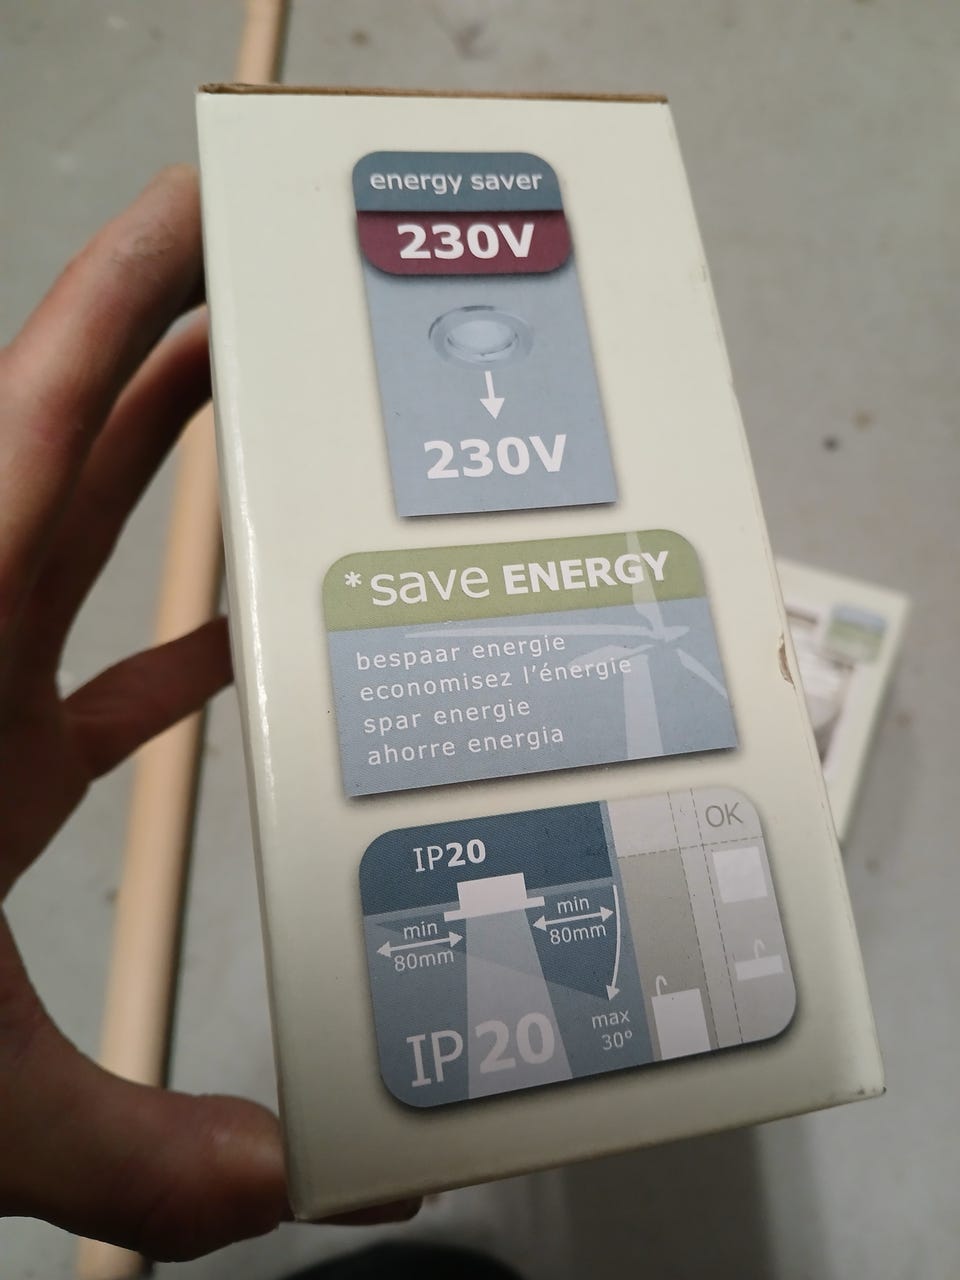 energy saver
230V
230V
*save ENERGY
bespaar energie
economisez l'énergie
spar energie
ahorre energia
OK
IP20
min
80mm
min
80mm
max
30°
IP20